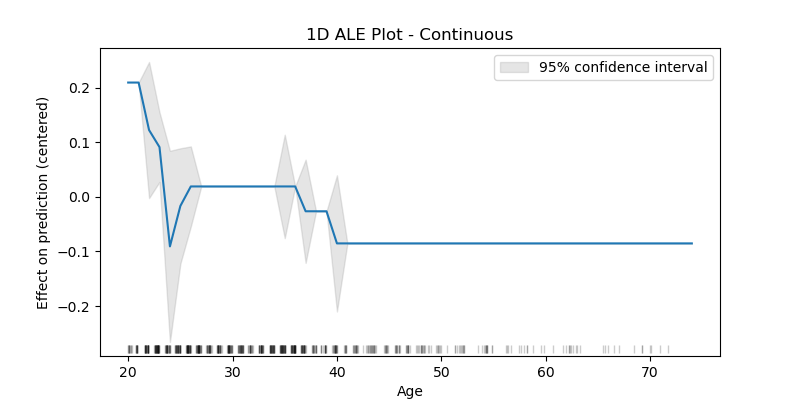 1D ALE Plot - Continuous
95% confidence interval
Effect on prediction (centered)
0.2
0.1
0.0
−0.1
−0.2
20 30 40 50 60 70
Age